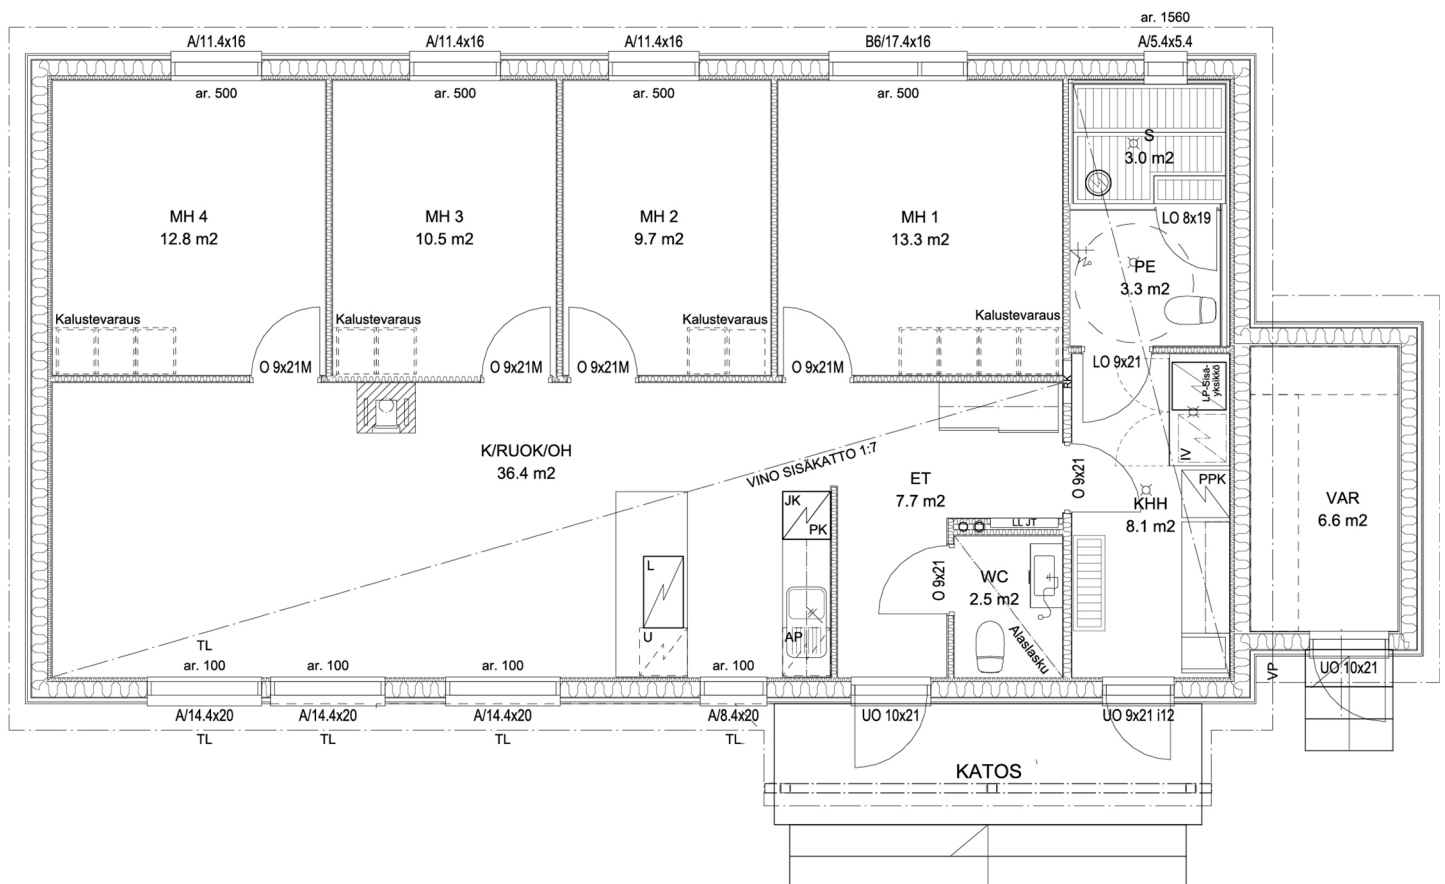 ar. 1560
A/11.4x16
A/11.4x16
A/11.4x16
B6/17.4x16
A/5.4x5.4
ar. 500
ar. 500
ar. 500
ar. 500
S
3.0 m2
MH 4
12.8 m2
MH 3
10.5 m2
MH 2
9.7 m2
MH 1
13.3 m2
LO 8x19
PE
3.3 m2
Kalustevaraus
Kalustevaraus
Kalustevaraus
Kalustevaraus
O 9x21M
O 9x21M
O 9x21M
O 9x21M
LO 9x21
RK
LP-Sisä-
yksikkö
IV
K/RUOK/OH
36.4 m2
VINO SISÄKATTO 1:7
ET
7.7 m2
O 9x21
PPK
KHH
8.1 m2
VAR
6.6 m2
JK
PK
LL JT
L
U
AP
O 9x21
WC
2.5 m2
Alaslasku
TL
ar. 100
ar. 100
ar. 100
ar. 100
VP
UO 10x21
A/14.4x20
A/14.4x20
A/14.4x20
A/8.4x20
UO 10x21
UO 9x21 i12
TL
TL
TL
TL
KATOS